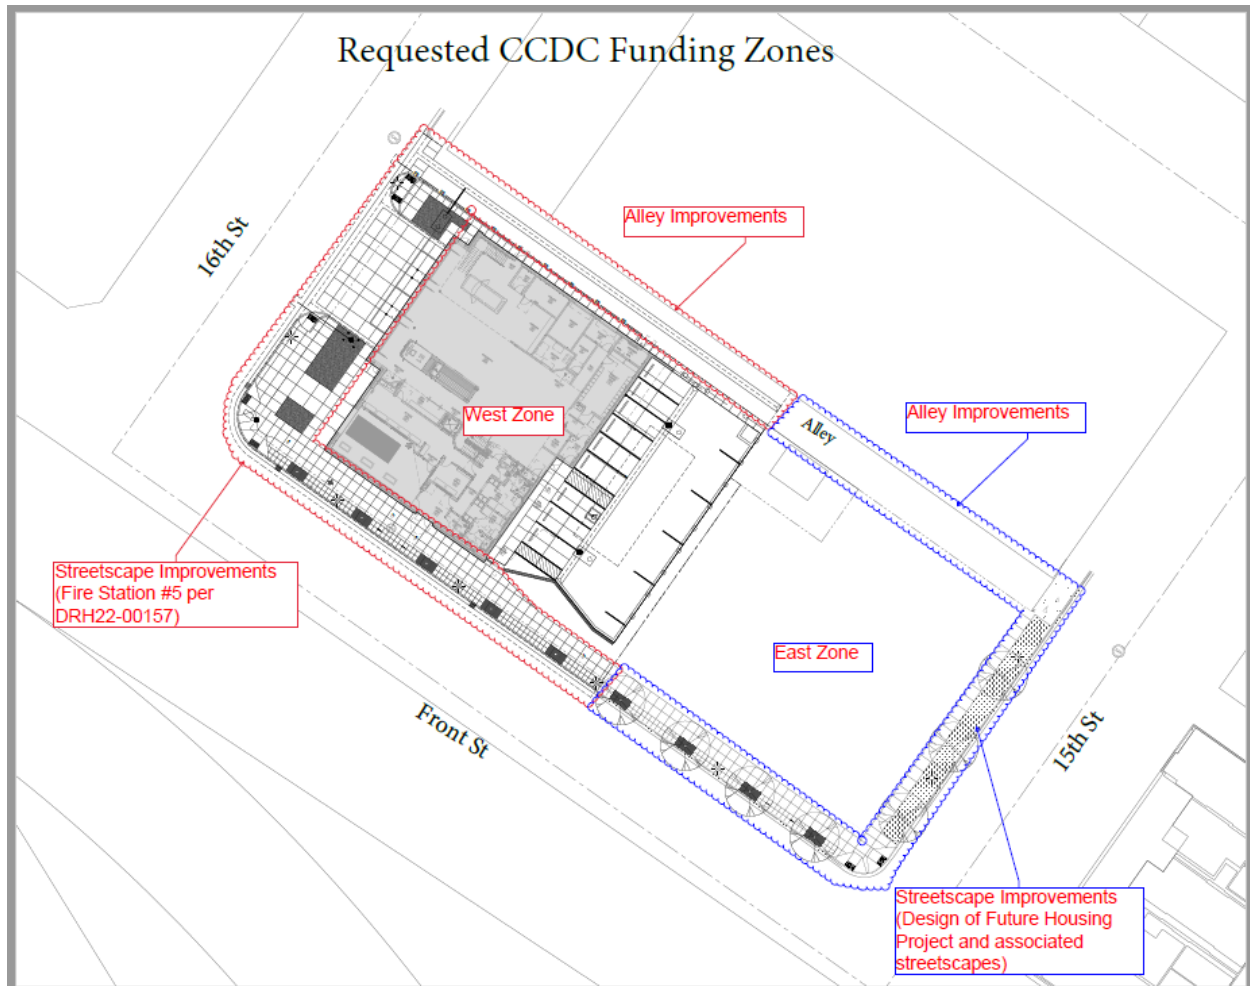 Requested CCDC Funding Zones
16th St
Alley Improvements
West Zone
Alley Improvements
Alley
Streetscape Improvements
(Fire Station #5 per
DRH22-00157)
East Zone
Front St
15th St
Streetscape Improvements
(Design of Future Housing
Project and associated
streetscapes)